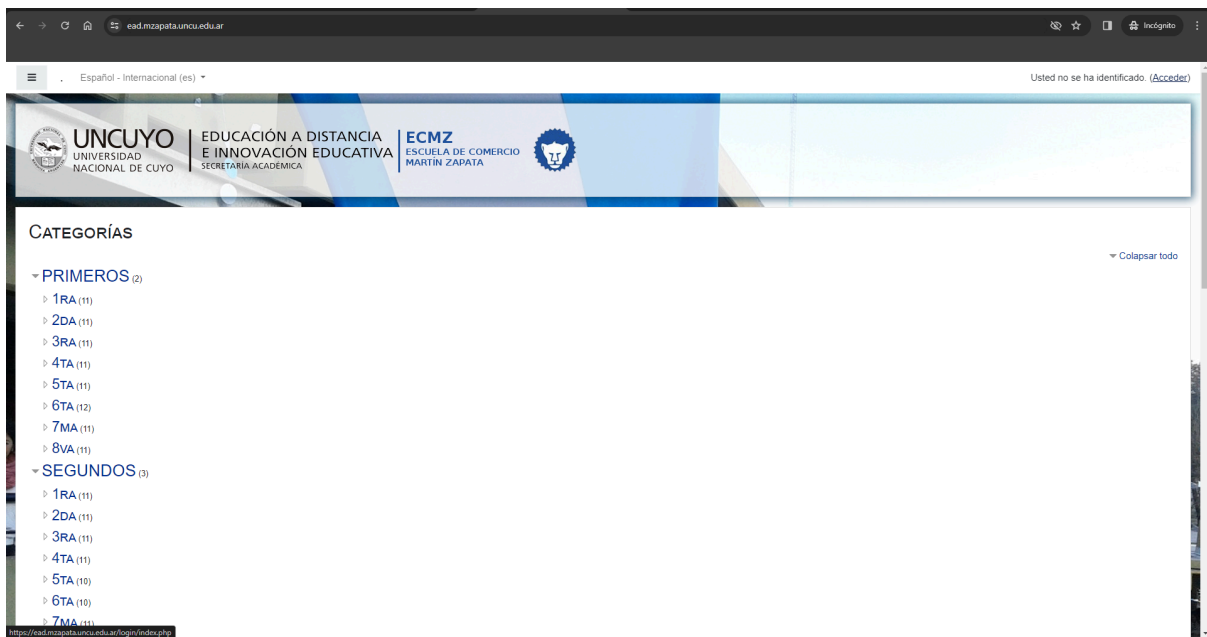 ead.mzapata.uncu.edu.ar
Incógnito
. Español - Internacional (es)
Usted no se ha identificado. (Acceder)
UNCUYO
UNIVERSIDAD
NACIONAL DE CUYO
EDUCACIÓN A DISTANCIA
E INNOVACIÓN EDUCATIVA
SECRETARÍA ACADÉMICA
ECMZ
ESCUELA DE COMERCIO
MARTÍN ZAPATA
CATEGORÍAS
Colapsar todo
PRIMEROS (2)
1RA (11)
2DA (11)
3RA (11)
4TA (11)
5TA (11)
6TA (12)
7MA (11)
8VA (11)
SEGUNDOS (3)
1RA (11)
2DA (11)
3RA (11)
4TA (11)
5TA (10)
6TA (10)
7MA (11)
https://ead.mzapata.uncu.edu.ar/login/index.php